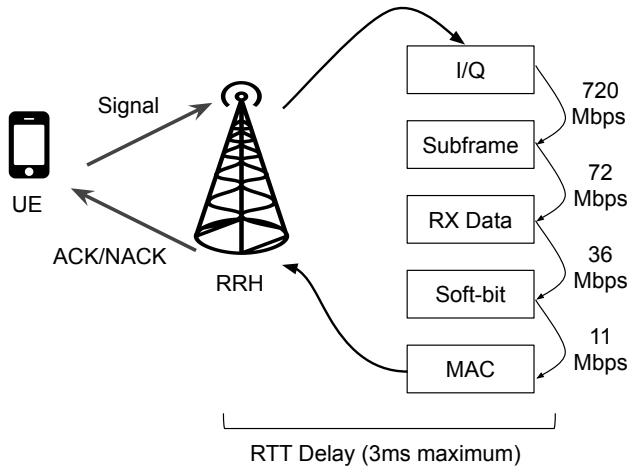 I/Q
720
Mbps
Signal
Subframe
72
Mbps
UE
RX Data
ACK/NACK
36
Mbps
RRH
Soft-bit
11
Mbps
MAC
RTT Delay (3ms maximum)